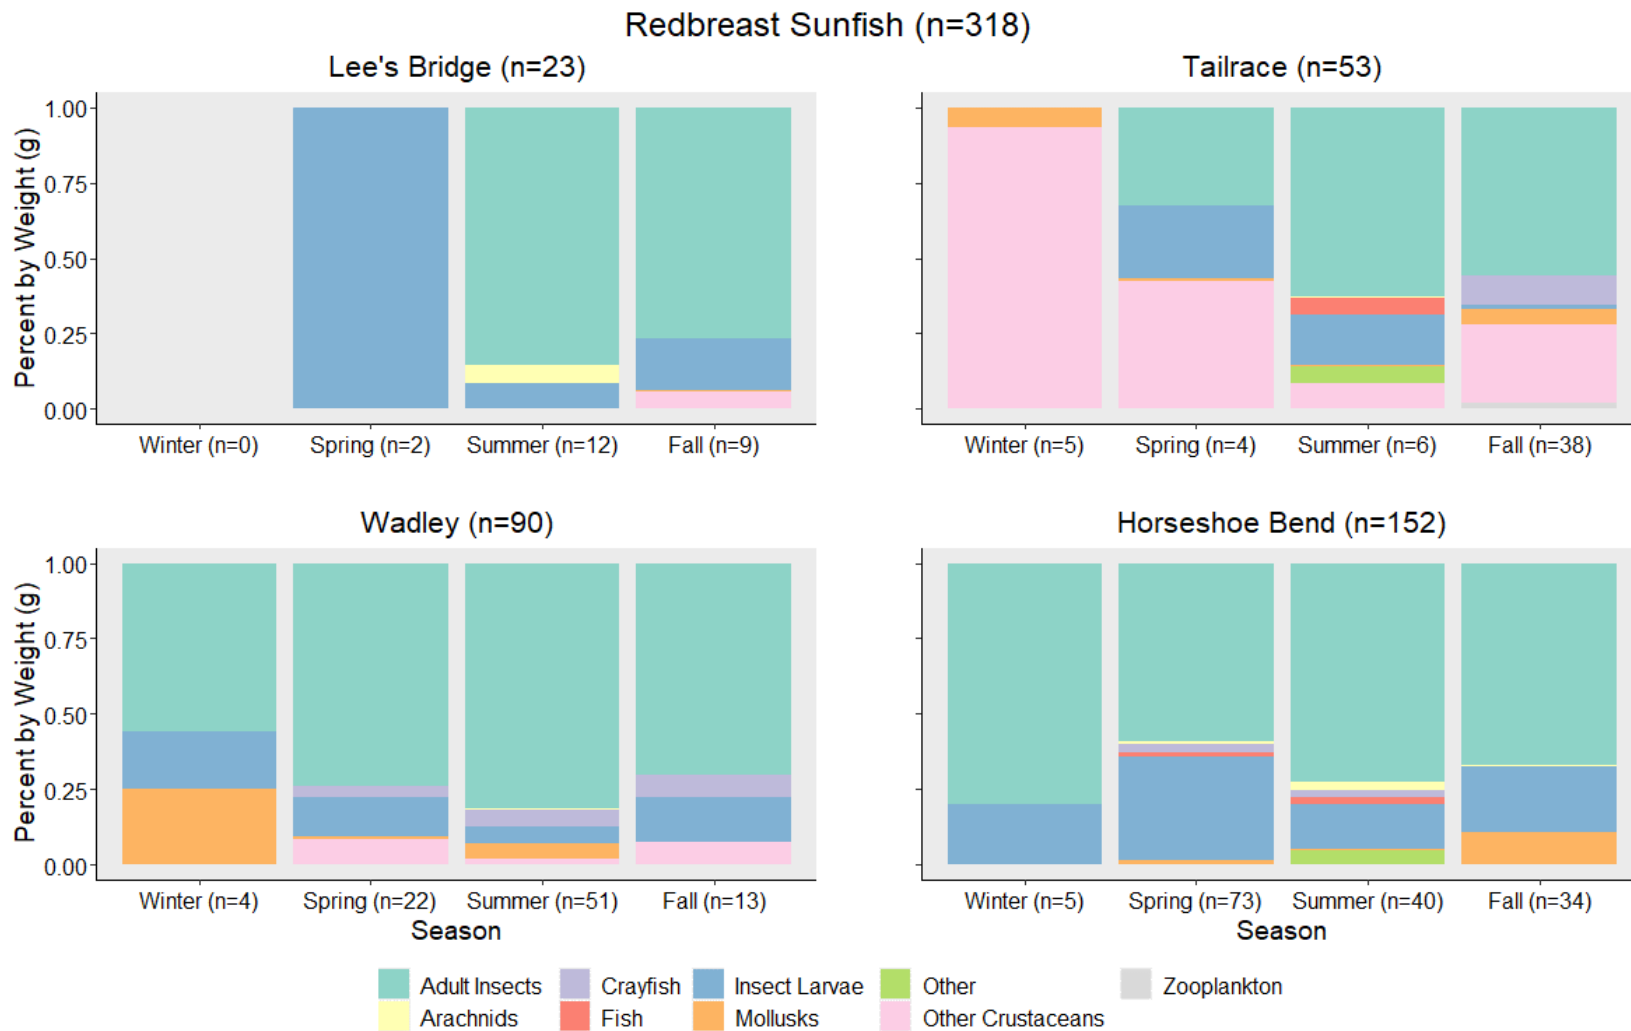 Redbreast Sunfish (n=318)
Lee's Bridge (n=23)
Tailrace (n=53)
Percent by Weight (g)
1.00
0.75
0.50
0.25
0.00
Winter (n=0) Spring (n=2) Summer (n=12) Fall (n=9)
Winter (n=5) Spring (n=4) Summer (n=6) Fall (n=38)
Wadley (n=90)
Horseshoe Bend (n=152)
Percent by Weight (g)
1.00
0.75
0.50
0.25
0.00
Winter (n=4) Spring (n=22) Summer (n=51) Fall (n=13)
Season
Winter (n=5) Spring (n=73) Summer (n=40) Fall (n=34)
Season
Adult Insects Crayfish Insect Larvae Other Zooplankton
Arachnids Fish Mollusks Other Crustaceans